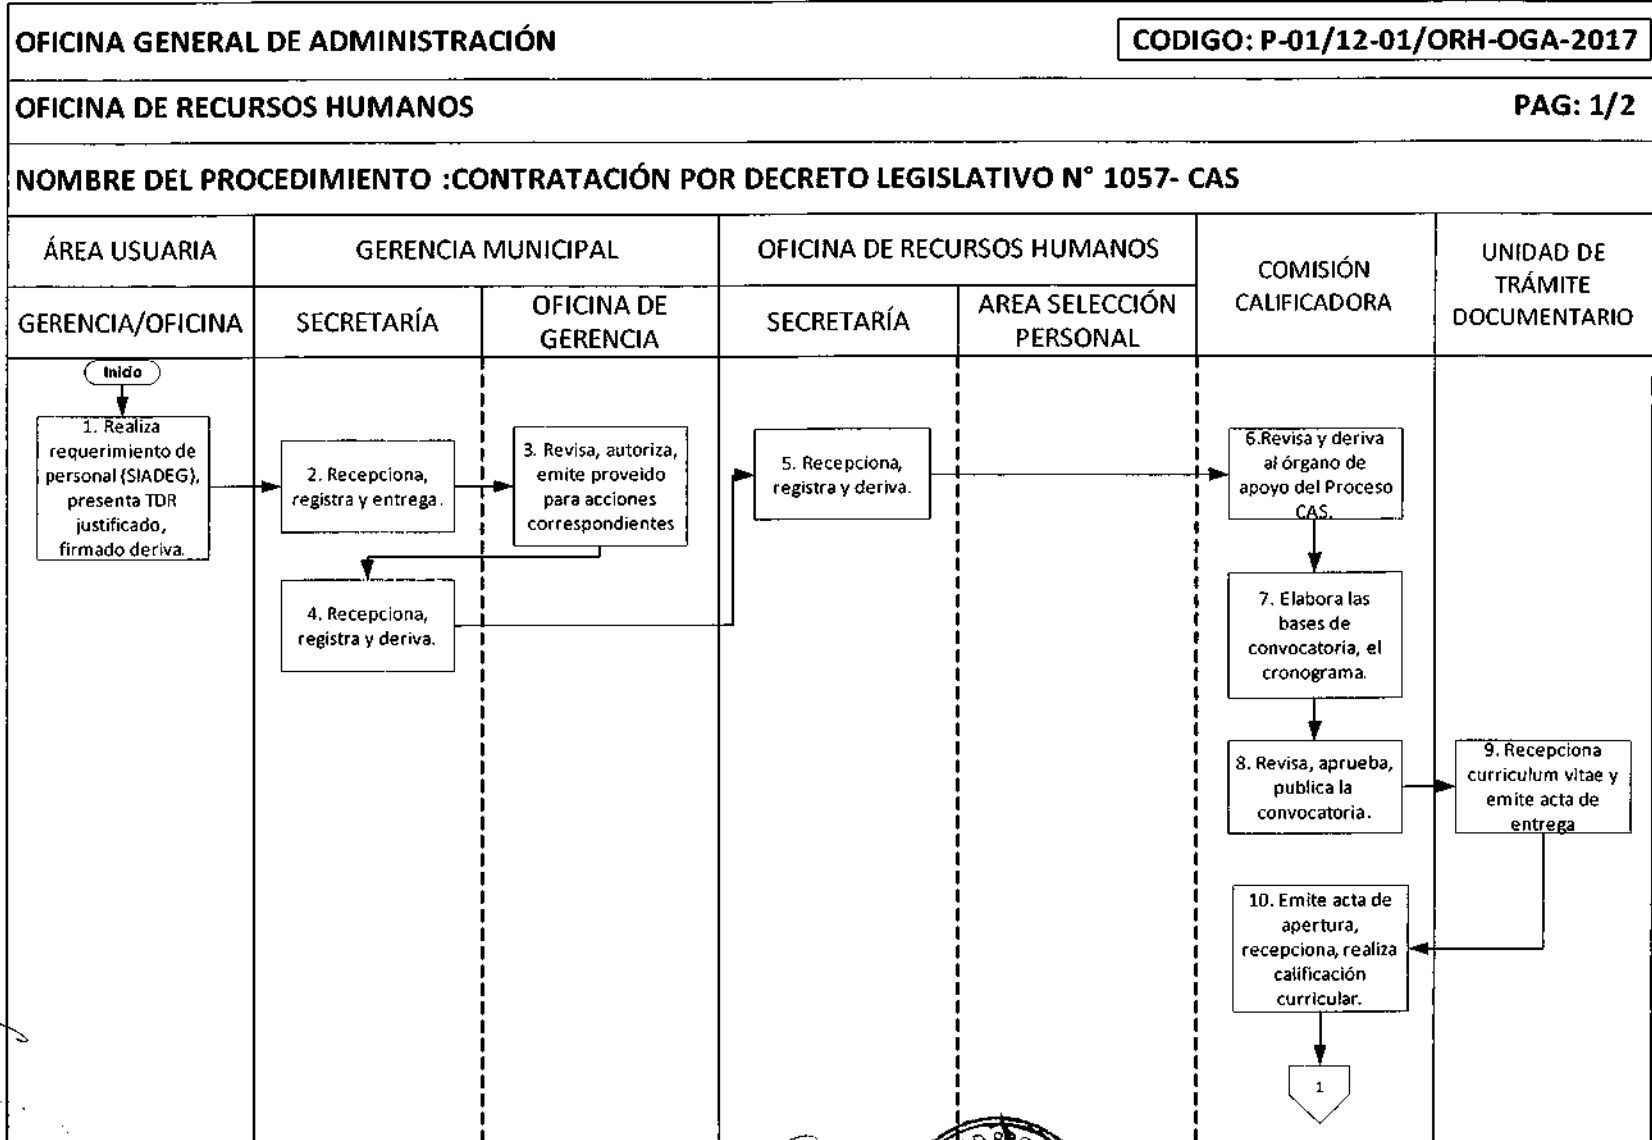 OFICINA GENERAL DE ADMINISTRACIÓN
CODIGO: P-01/12-01/ORH-OGA-2017
OFICINA DE RECURSOS HUMANOS
PAG: 1/2
NOMBRE DEL PROCEDIMIENTO :CONTRATACIÓN POR DECRETO LEGISLATIVO N° 1057- CAS
ÁREA USUARIA
GERENCIA MUNICIPAL
OFICINA DE RECURSOS HUMANOS
COMISIÓN
CALIFICADORA
UNIDAD DE
TRÁMITE
DOCUMENTARIO
GERENCIA/OFICINA
SECRETARÍA
OFICINA DE
GERENCIA
SECRETARÍA
AREA SELECCIÓN
PERSONAL
Inicio
1. Realiza
requerimiento de
personal (SIADEG),
presenta TDR
justificado,
firmado deriva.
2. Recepciona,
registra y entrega.
3. Revisa, autoriza,
emite proveido
para acciones
correspondientes
4. Recepciona,
registra y deriva.
5. Recepciona,
registra y deriva.
6.Revisa y deriva
al órgano de
apoyo del Proceso
CAS.
7. Elabora las
bases de
convocatoria, el
cronograma.
8. Revisa, aprueba,
publica la
convocatoria.
9. Recepciona
curriculum vitae y
emite acta de
entrega
10. Emite acta de
apertura,
recepciona, realiza
calificación
curricular.
1